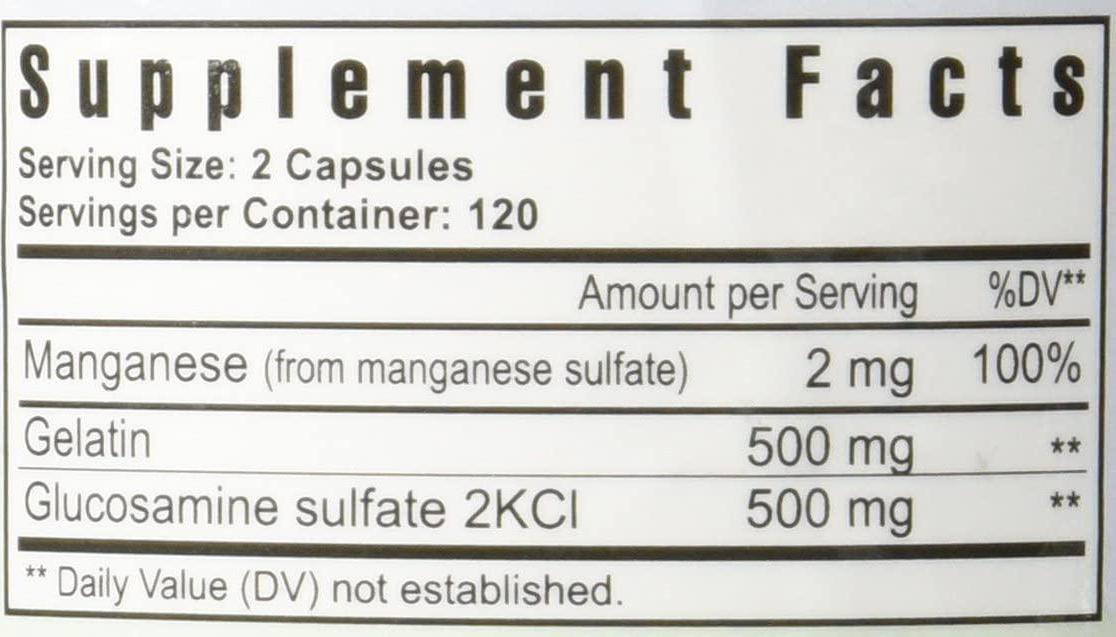 Supplement Facts
Serving Size: 2 Capsules
Servings per Container: 120
Amount per Serving %DV**
Manganese (from manganese sulfate) 2 mg 100%
Gelatin 500 mg **
Glucosamine sulfate 2KCl 500 mg **
** Daily Value (DV) not established.